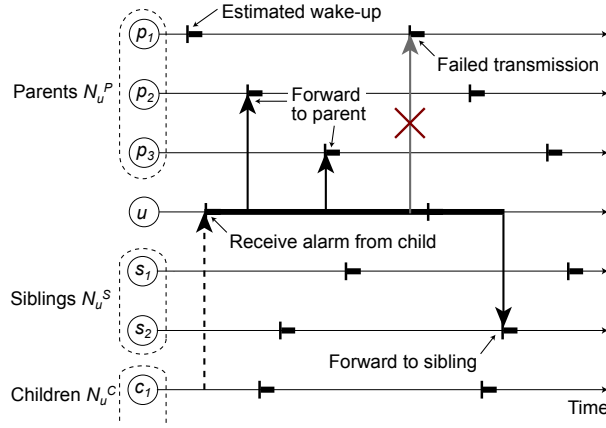 Estimated wake-up
p1
Failed transmission
Parents NuP
p2
Forward
to parent
p3
u
Receive alarm from child
s1
Siblings NuS
s2
Forward to sibling
Children NuC
c1
Time